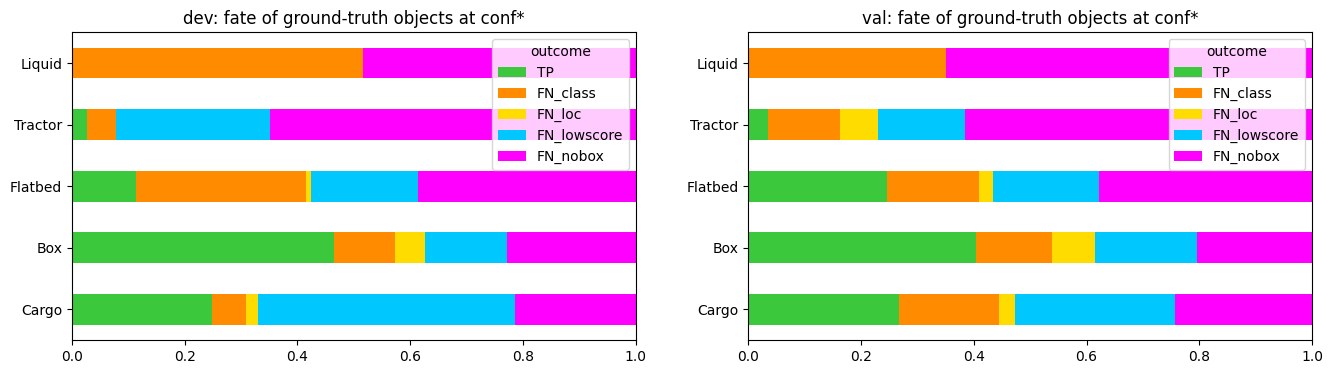 dev: fate of ground-truth objects at conf*
Liquid
Tractor
Flatbed
Box
Cargo
outcome
TP
FN_class
FN_loc
FN_lowscore
FN_nobox
0.0 0.2 0.4 0.6 0.8 1.0
val: fate of ground-truth objects at conf*
Liquid
Tractor
Flatbed
Box
Cargo
outcome
TP
FN_class
FN_loc
FN_lowscore
FN_nobox
0.0 0.2 0.4 0.6 0.8 1.0